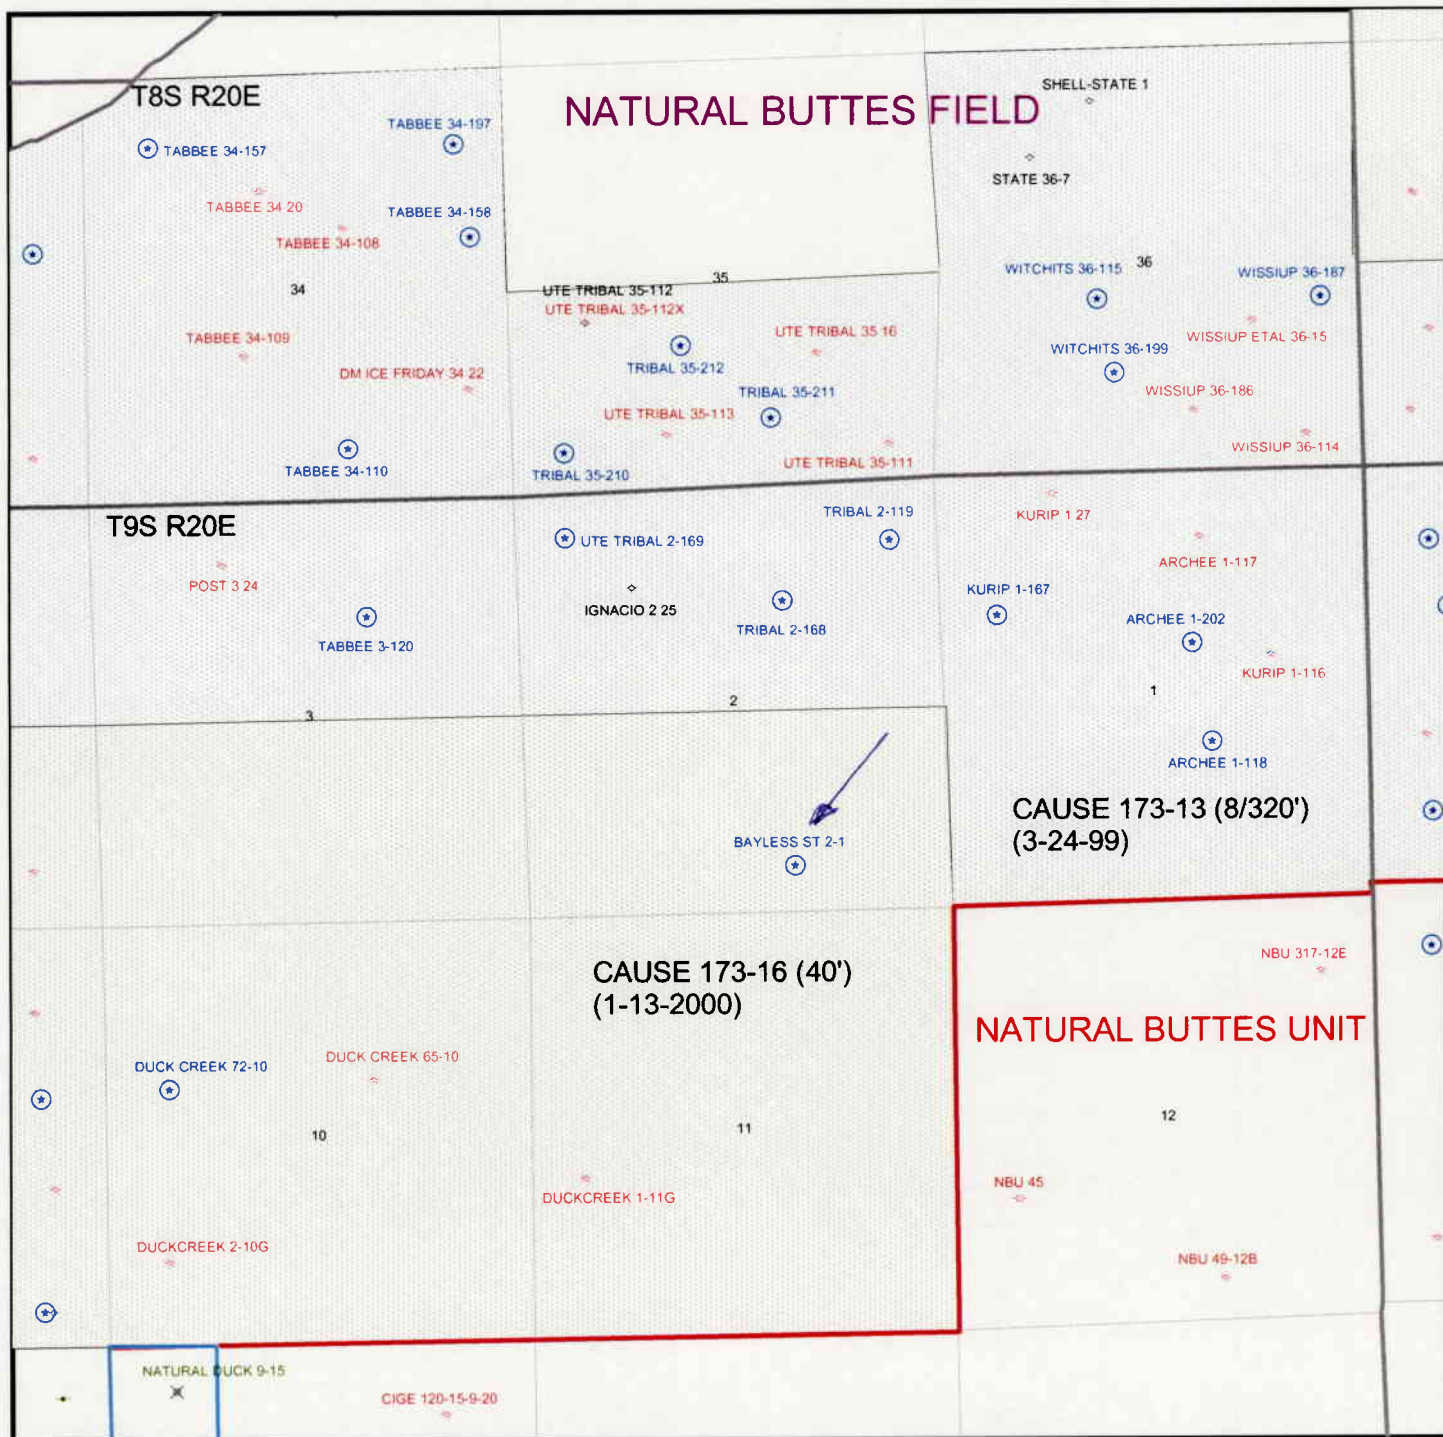 T8S R20E
NATURAL BUTTES FIELD
SHELL-STATE 1
TABBEE 34-197
TABBEE 34-157
STATE 36-7
TABBEE 34 20
TABBEE 34-158
TABBEE 34-108
34
35
36
WITCHITS 36-115
WISSIUP 36-187
UTE TRIBAL 35-112
UTE TRIBAL 35-112X
TABBEE 34-109
UTE TRIBAL 35 16
WISSIUP ETAL 36-15
WITCHITS 36-199
DM ICE FRIDAY 34 22
TRIBAL 35-212
TRIBAL 35-211
WISSIUP 36-186
UTE TRIBAL 35-113
WISSIUP 36-114
TABBEE 34-110
TRIBAL 35-210
UTE TRIBAL 35-111
T9S R20E
TRIBAL 2-119
KURIP 1 27
UTE TRIBAL 2-169
ARCHEE 1-117
POST 3 24
IGNACIO 2 25
KURIP 1-167
TABBEE 3-120
TRIBAL 2-168
ARCHEE 1-202
KURIP 1-116
3
2
1
ARCHEE 1-118
CAUSE 173-13 (8/320')
(3-24-99)
BAYLESS ST 2-1
CAUSE 173-16 (40')
(1-13-2000)
NBU 317-12E
NATURAL BUTTES UNIT
DUCK CREEK 72-10
DUCK CREEK 65-10
10
11
12
DUCKCREEK 1-11G
NBU 45
DUCKCREEK 2-10G
NBU 49-12B
NATURAL DUCK 9-15
CIGE 120-15-9-20